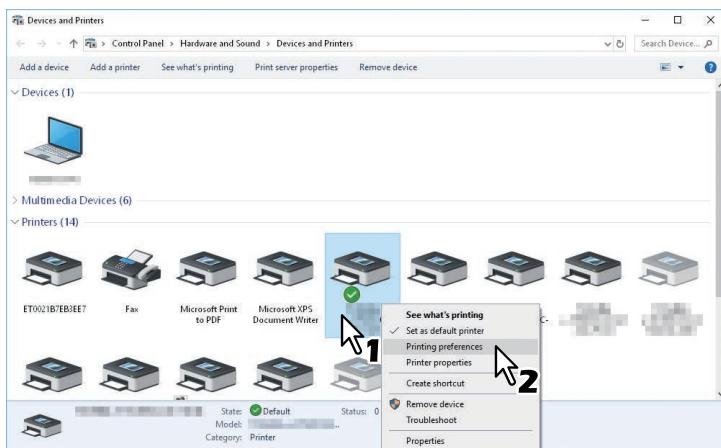 Devices and Printers
Control Panel > Hardware and Sound > Devices and Printers
Search Device...
Add a device Add a printer See what's printing Print server properties Remove device
Devices (1)
Multimedia Devices (6)
Printers (14)
ET0021B7EB3EE7
Fax
Microsoft Print to PDF
Microsoft XPS Document Writer
C-
1
See what's printing
Set as default printer
Printing preferences
2
Printer properties
Create shortcut
Remove device
Troubleshoot
Properties
State: Default Status: 0
Model:
Category: Printer